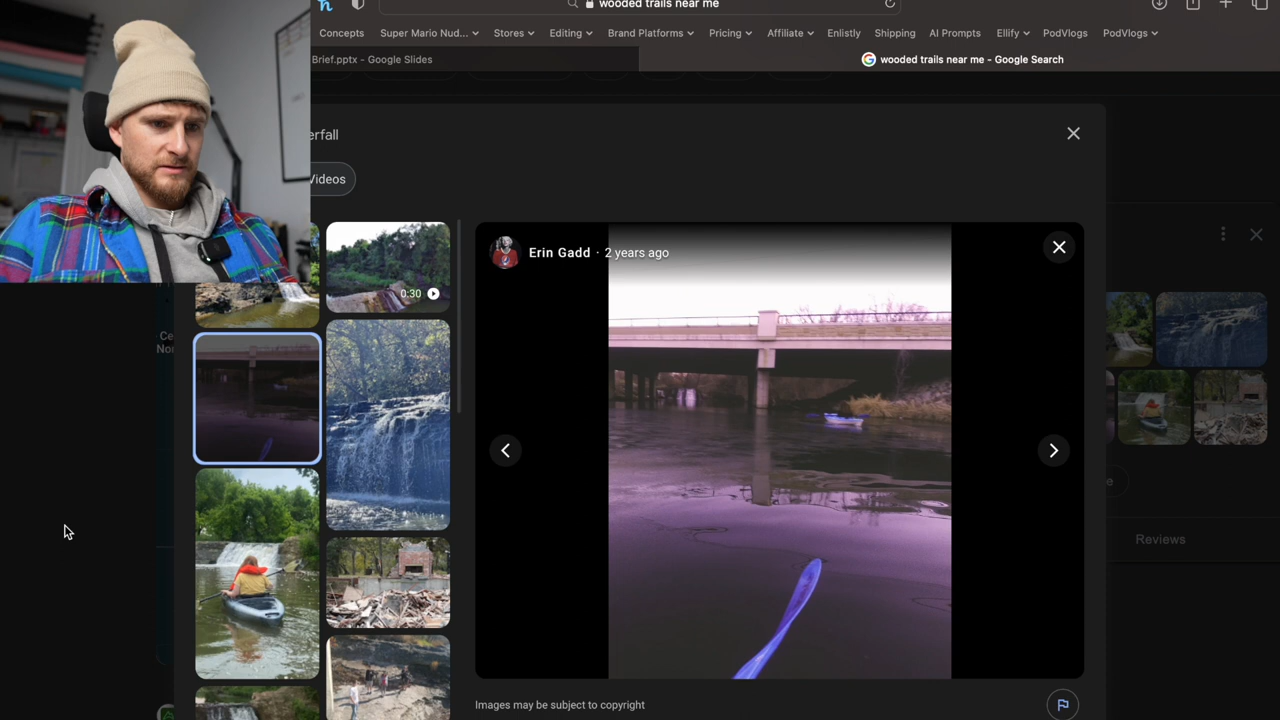 wooded trails near me
Concepts
Super Mario Nud...
Stores
Editing
Brand Platforms
Pricing
Affiliate
Enlistly
Shipping
AI Prompts
Ellify
PodVlogs
PodVlogs
Brief.pptx - Google Slides
wooded trails near me - Google Search
erfall
Videos
Erin Gadd · 2 years ago
0:30
Ce
Nor
e
Reviews
Images may be subject to copyright